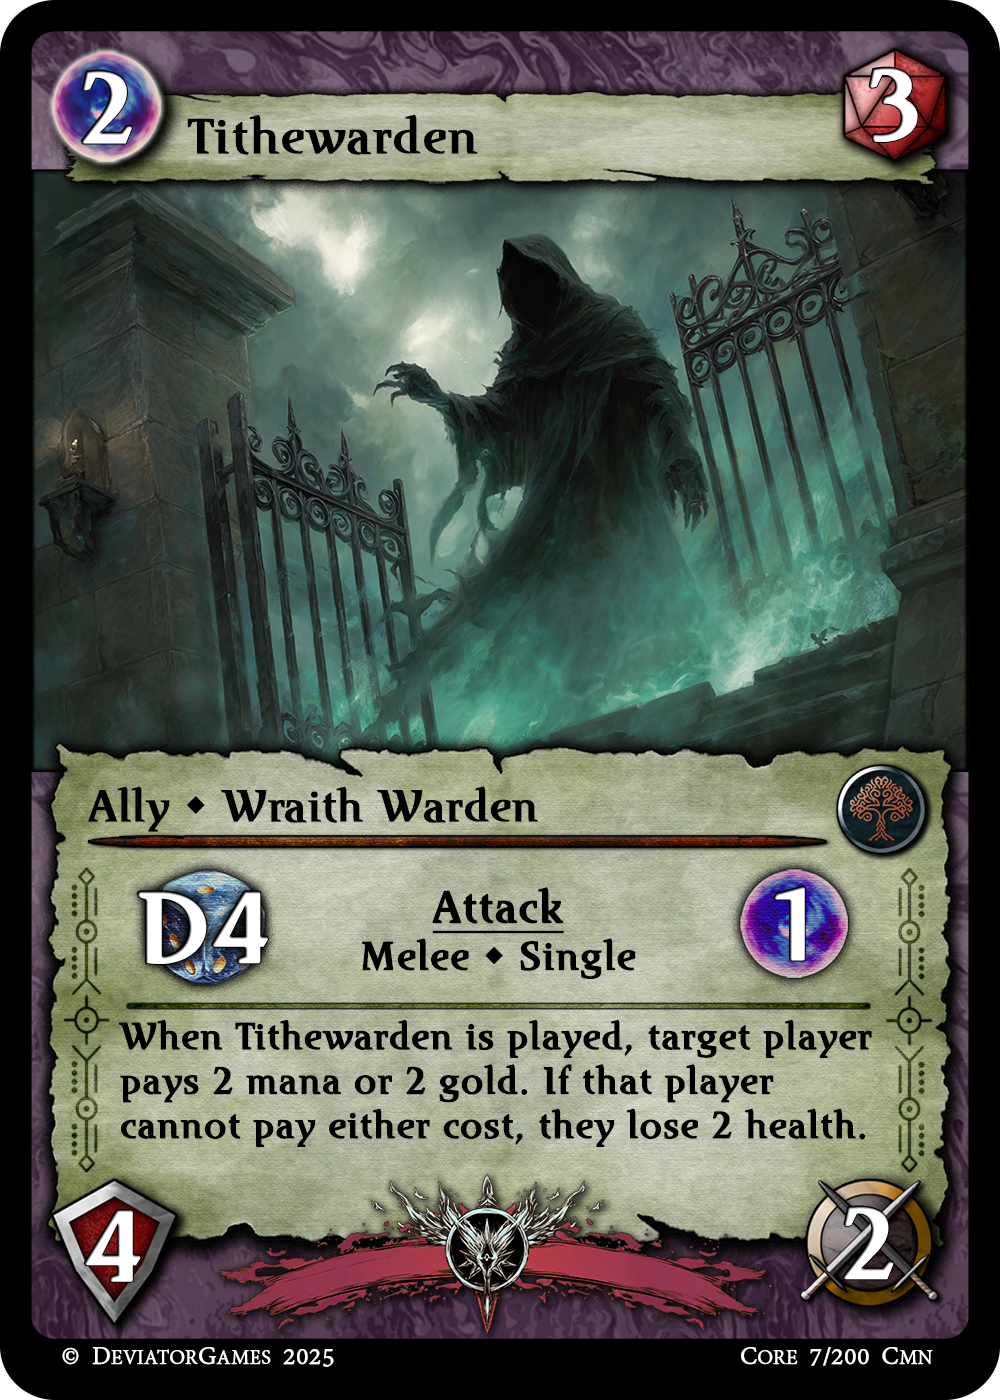 2
Tithewarden
3
Ally ◆ Wraith Warden
D4
Attack
1
Melee ◆ Single
When Tithewarden is played, target player
pays 2 mana or 2 gold. If that player
cannot pay either cost, they lose 2 health.
4
2
© DeviatorGames 2025
Core 7/200 Cmn